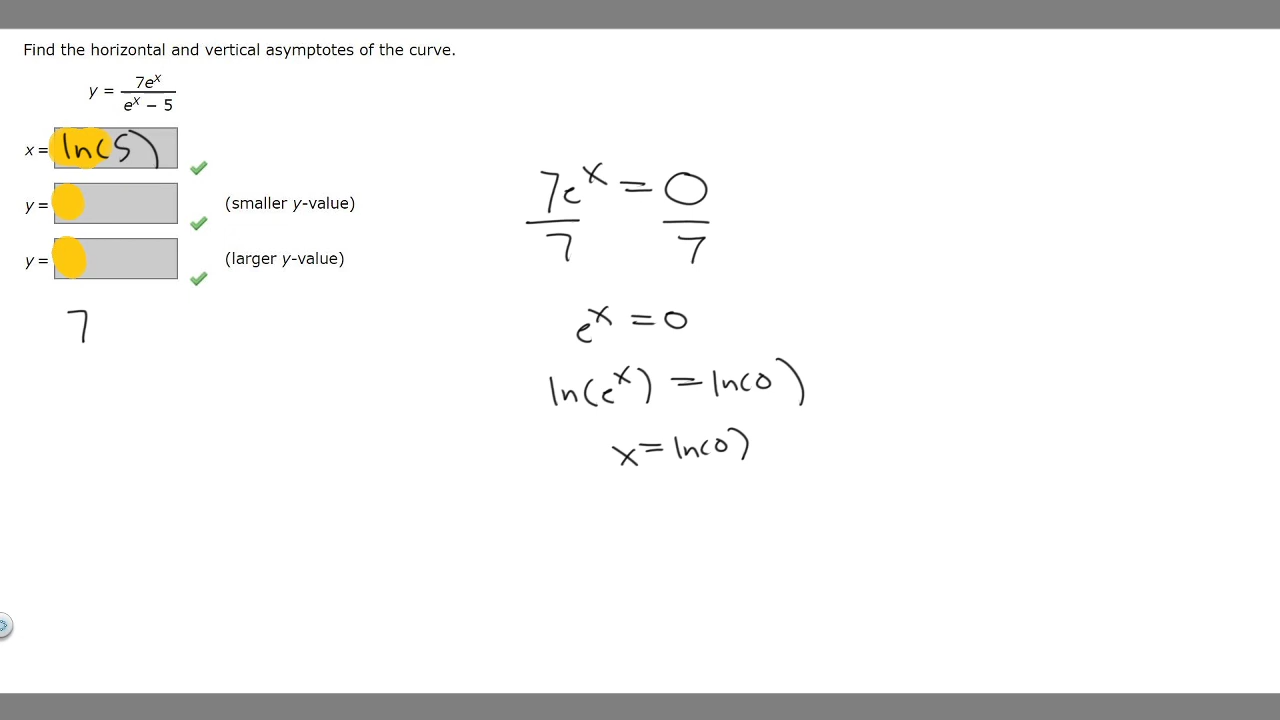 Find the horizontal and vertical asymptotes of the curve.
y = 7e^x / (e^x − 5)
x = ln(5)
y = (smaller y-value)
y = (larger y-value)
7
7e^x = 0
7 7
e^x = 0
ln(e^x) = ln(0)
x = ln(0)